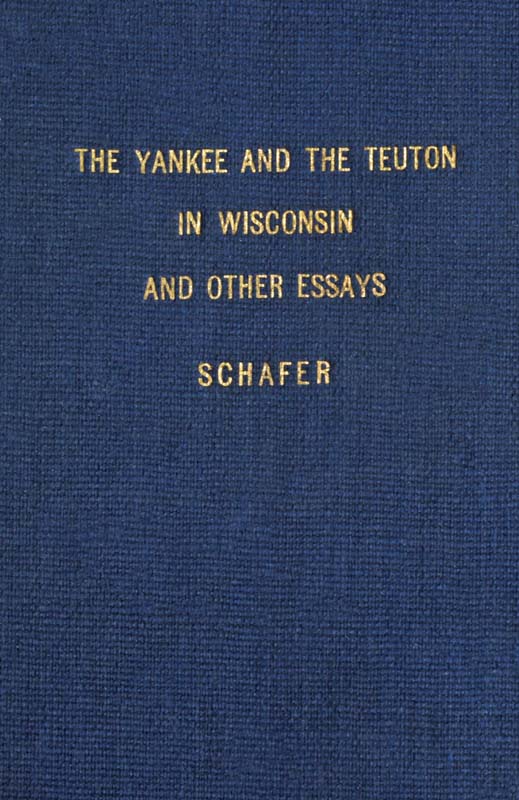 THE YANKEE AND THE TEUTON
IN WISCONSIN
AND OTHER ESSAYS
SCHAFER